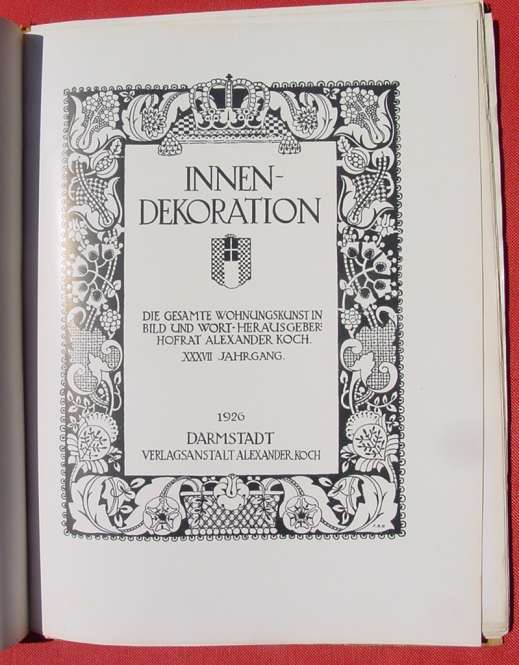 INNEN-
DEKORATION
DIE GESAMTE WOHNUNGSKUNST IN
BILD UND WORT · HERAUSGEBER:
HOFRAT ALEXANDER KOCH.
XXXVII JAHRGANG.
1926
DARMSTADT
VERLAGSANSTALT ALEXANDER KOCH